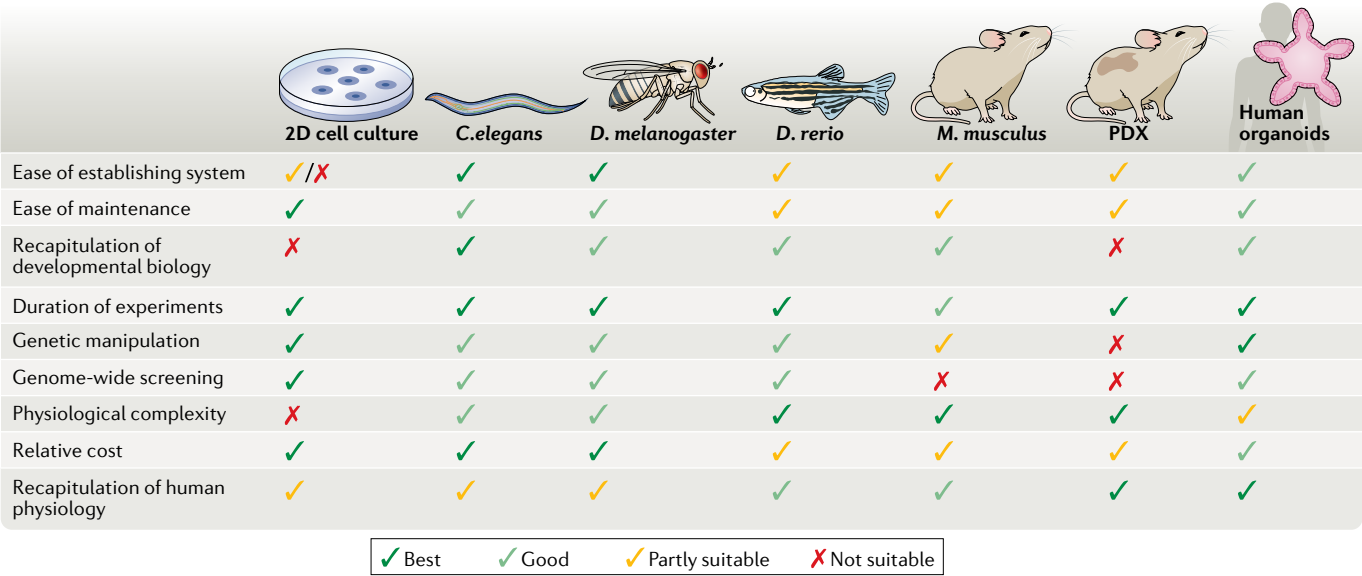 2D cell culture
C.elegans
D. melanogaster
D. rerio
M. musculus
PDX
Human
organoids
Ease of establishing system
/
Ease of maintenance
Recapitulation of
developmental biology
Duration of experiments
Genetic manipulation
Genome-wide screening
Physiological complexity
Relative cost
Recapitulation of human
physiology
Best
Good
Partly suitable
Not suitable